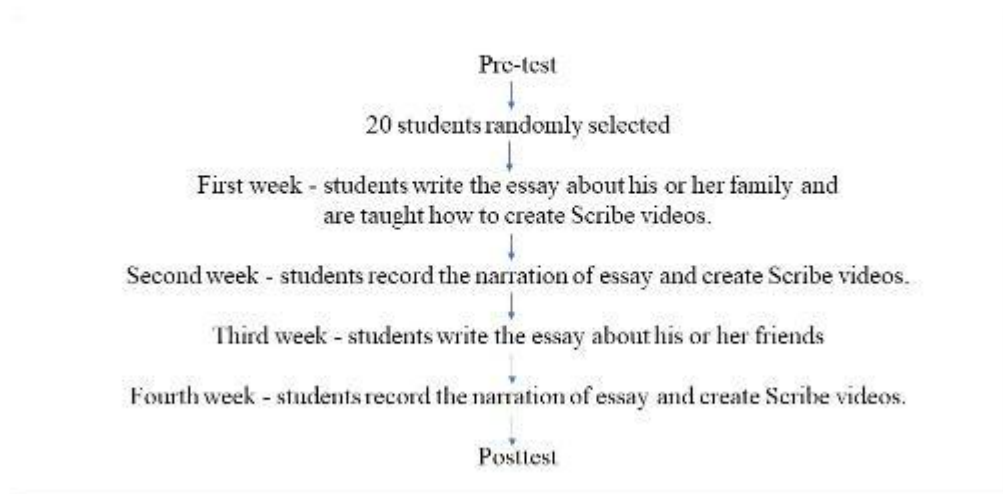 Pre-test
20 students randomly selected
First week - students write the essay about his or her family and
are taught how to create Scribe videos.
Second week - students record the narration of essay and create Scribe videos.
Third week - students write the essay about his or her friends
Fourth week - students record the narration of essay and create Scribe videos.
Posttest